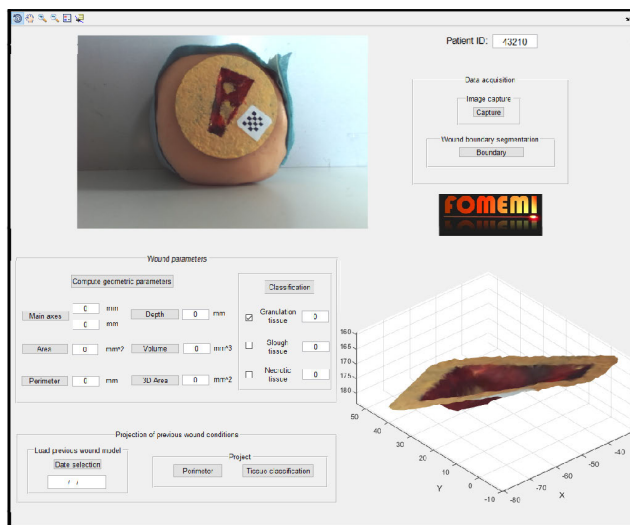 Patient ID: 43210
Data acquisition
Image capture
Capture
Wound boundary segmentation
Boundary
FOMEMI
Wound parameters
Compute geometric parameters
Classification
Main axes 0 mm
0 mm
Depth 0 mm
Granulation tissue 0
Area 0 mm^2
Volume 0 mm^3
Slough tissue 0
Perimeter 0 mm
3D Area 0 mm^2
Necrotic tissue 0
Projection of previous wound conditions
Load previous wound model
Date selection
/ /
Project
Perimeter
Tissue classification
160
165
170
175
180
50
40
30
20
10
0
-10
Y
-80
-70
-60
-50
-40
X